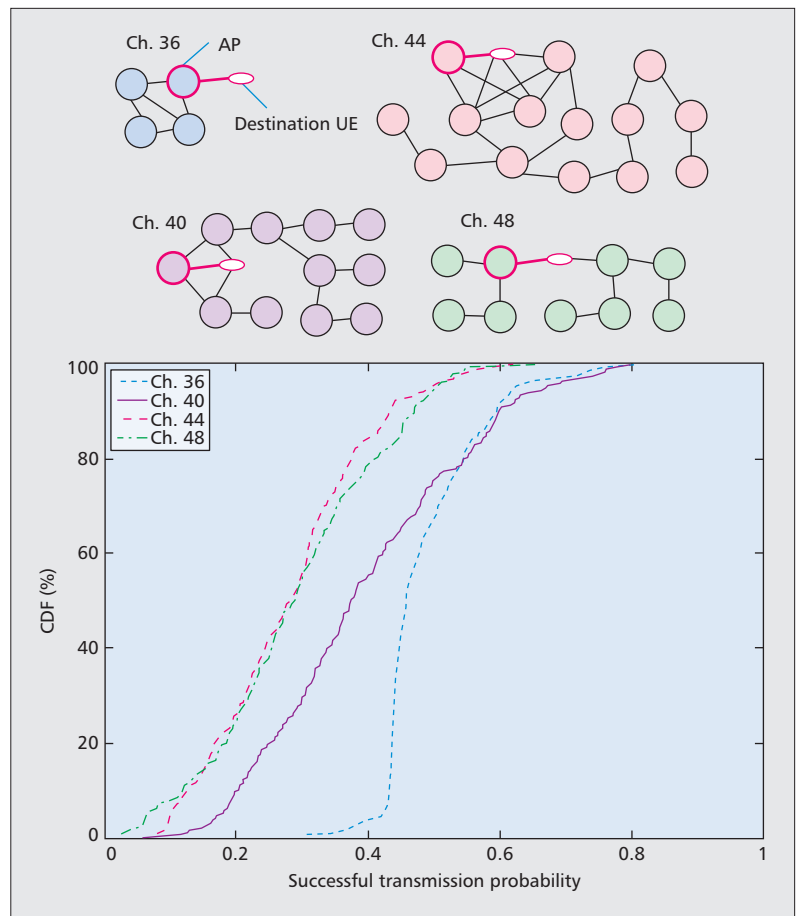 Ch. 36
AP
Destination UE
Ch. 44
Ch. 40
Ch. 48
100
80
60
40
20
0
CDF (%)
Ch. 36
Ch. 40
Ch. 44
Ch. 48
0
0.2
0.4
0.6
0.8
1
Successful transmission probability